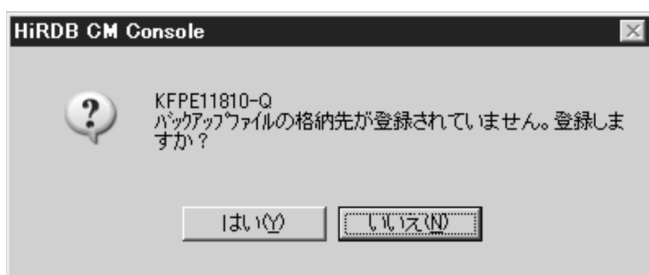 HiRDB CM Console
KFPE11810-Q
バックアップファイルの格納先が登録されていません。登録しま
すか？
はい(Y)
いいえ(N)